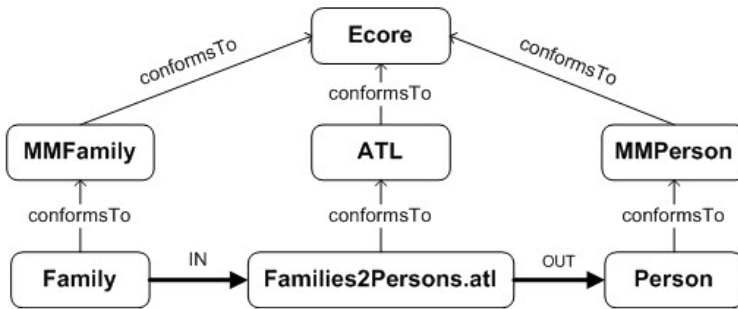 Ecore
conformsTo
conformsTo
conformsTo
MMFamily
ATL
MMPerson
conformsTo
conformsTo
conformsTo
Family
IN
Families2Persons.atl
OUT
Person